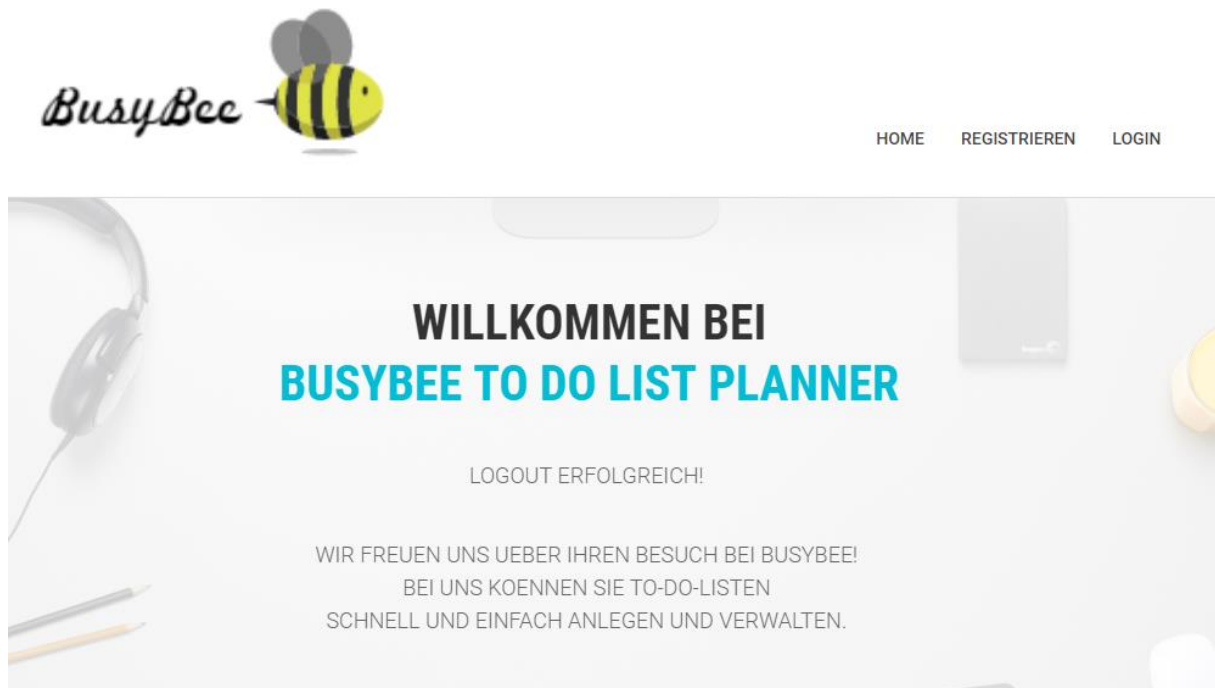 BusyBee
HOME REGISTRIEREN LOGIN
WILLKOMMEN BEI
BUSYBEE TO DO LIST PLANNER
LOGOUT ERFOLGREICH!
WIR FREUEN UNS UEBER IHREN BESUCH BEI BUSYBEE!
BEI UNS KOENNEN SIE TO-DO-LISTEN
SCHNELL UND EINFACH ANLEGEN UND VERWALTEN.